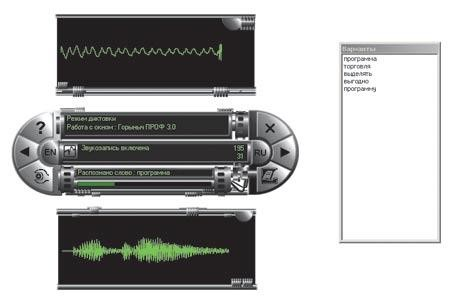 ?
Режим диктовки
Работа с окном : Горыныч ПРОФ 3.0
EN
Звукозапись включена
195
31
RU
Распознано слово : программа
Варианты
программа
торговля
выделять
выгодно
программу